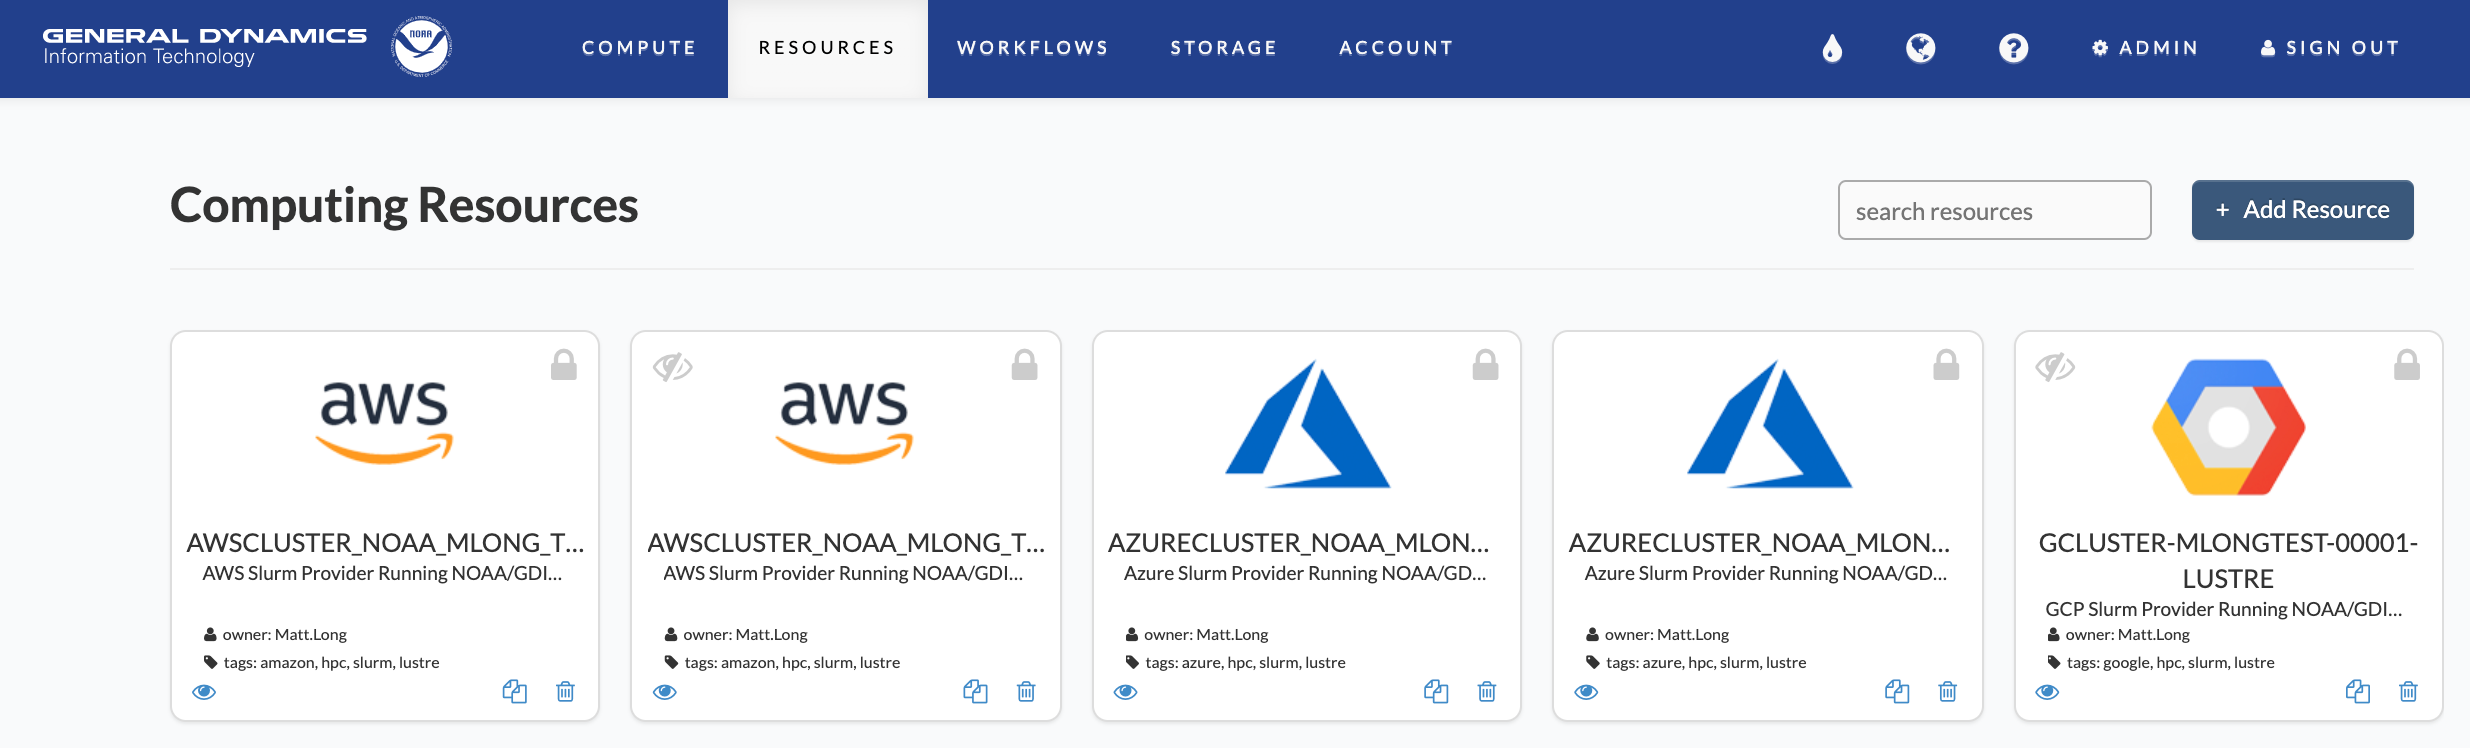 GENERAL DYNAMICS
Information Technology
NOAA
COMPUTE
RESOURCES
WORKFLOWS
STORAGE
ACCOUNT
ADMIN
SIGN OUT
Computing Resources
search resources
+ Add Resource
aws
AWSCLUSTER_NOAA_MLONG_T...
AWS Slurm Provider Running NOAA/GDI...
owner: Matt.Long
tags: amazon, hpc, slurm, lustre
aws
AWSCLUSTER_NOAA_MLONG_T...
AWS Slurm Provider Running NOAA/GDI...
owner: Matt.Long
tags: amazon, hpc, slurm, lustre
AZURECLUSTER_NOAA_MLON...
Azure Slurm Provider Running NOAA/GD...
owner: Matt.Long
tags: azure, hpc, slurm, lustre
AZURECLUSTER_NOAA_MLON...
Azure Slurm Provider Running NOAA/GD...
owner: Matt.Long
tags: azure, hpc, slurm, lustre
GCLUSTER-MLONGTEST-00001-
LUSTRE
GCP Slurm Provider Running NOAA/GDI...
owner: Matt.Long
tags: google, hpc, slurm, lustre